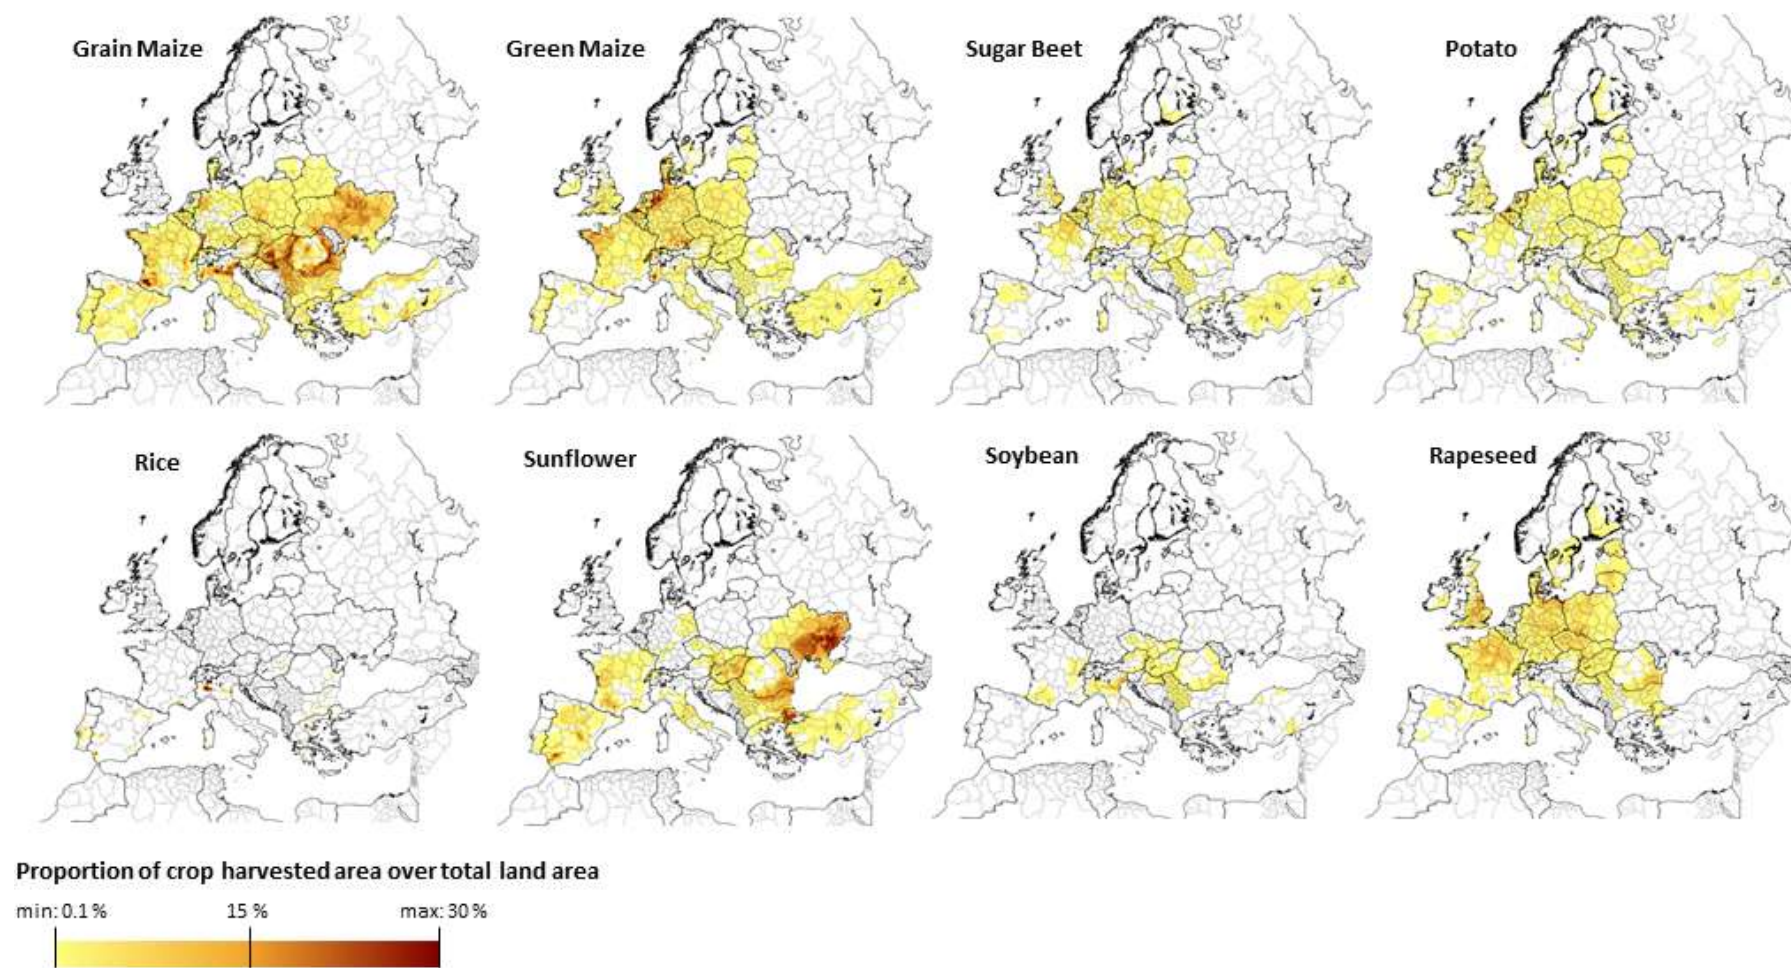 Grain Maize
Green Maize
Sugar Beet
Potato
Rice
Sunflower
Soybean
Rapeseed
Proportion of crop harvested area over total land area
min: 0.1 % 15 % max: 30 %